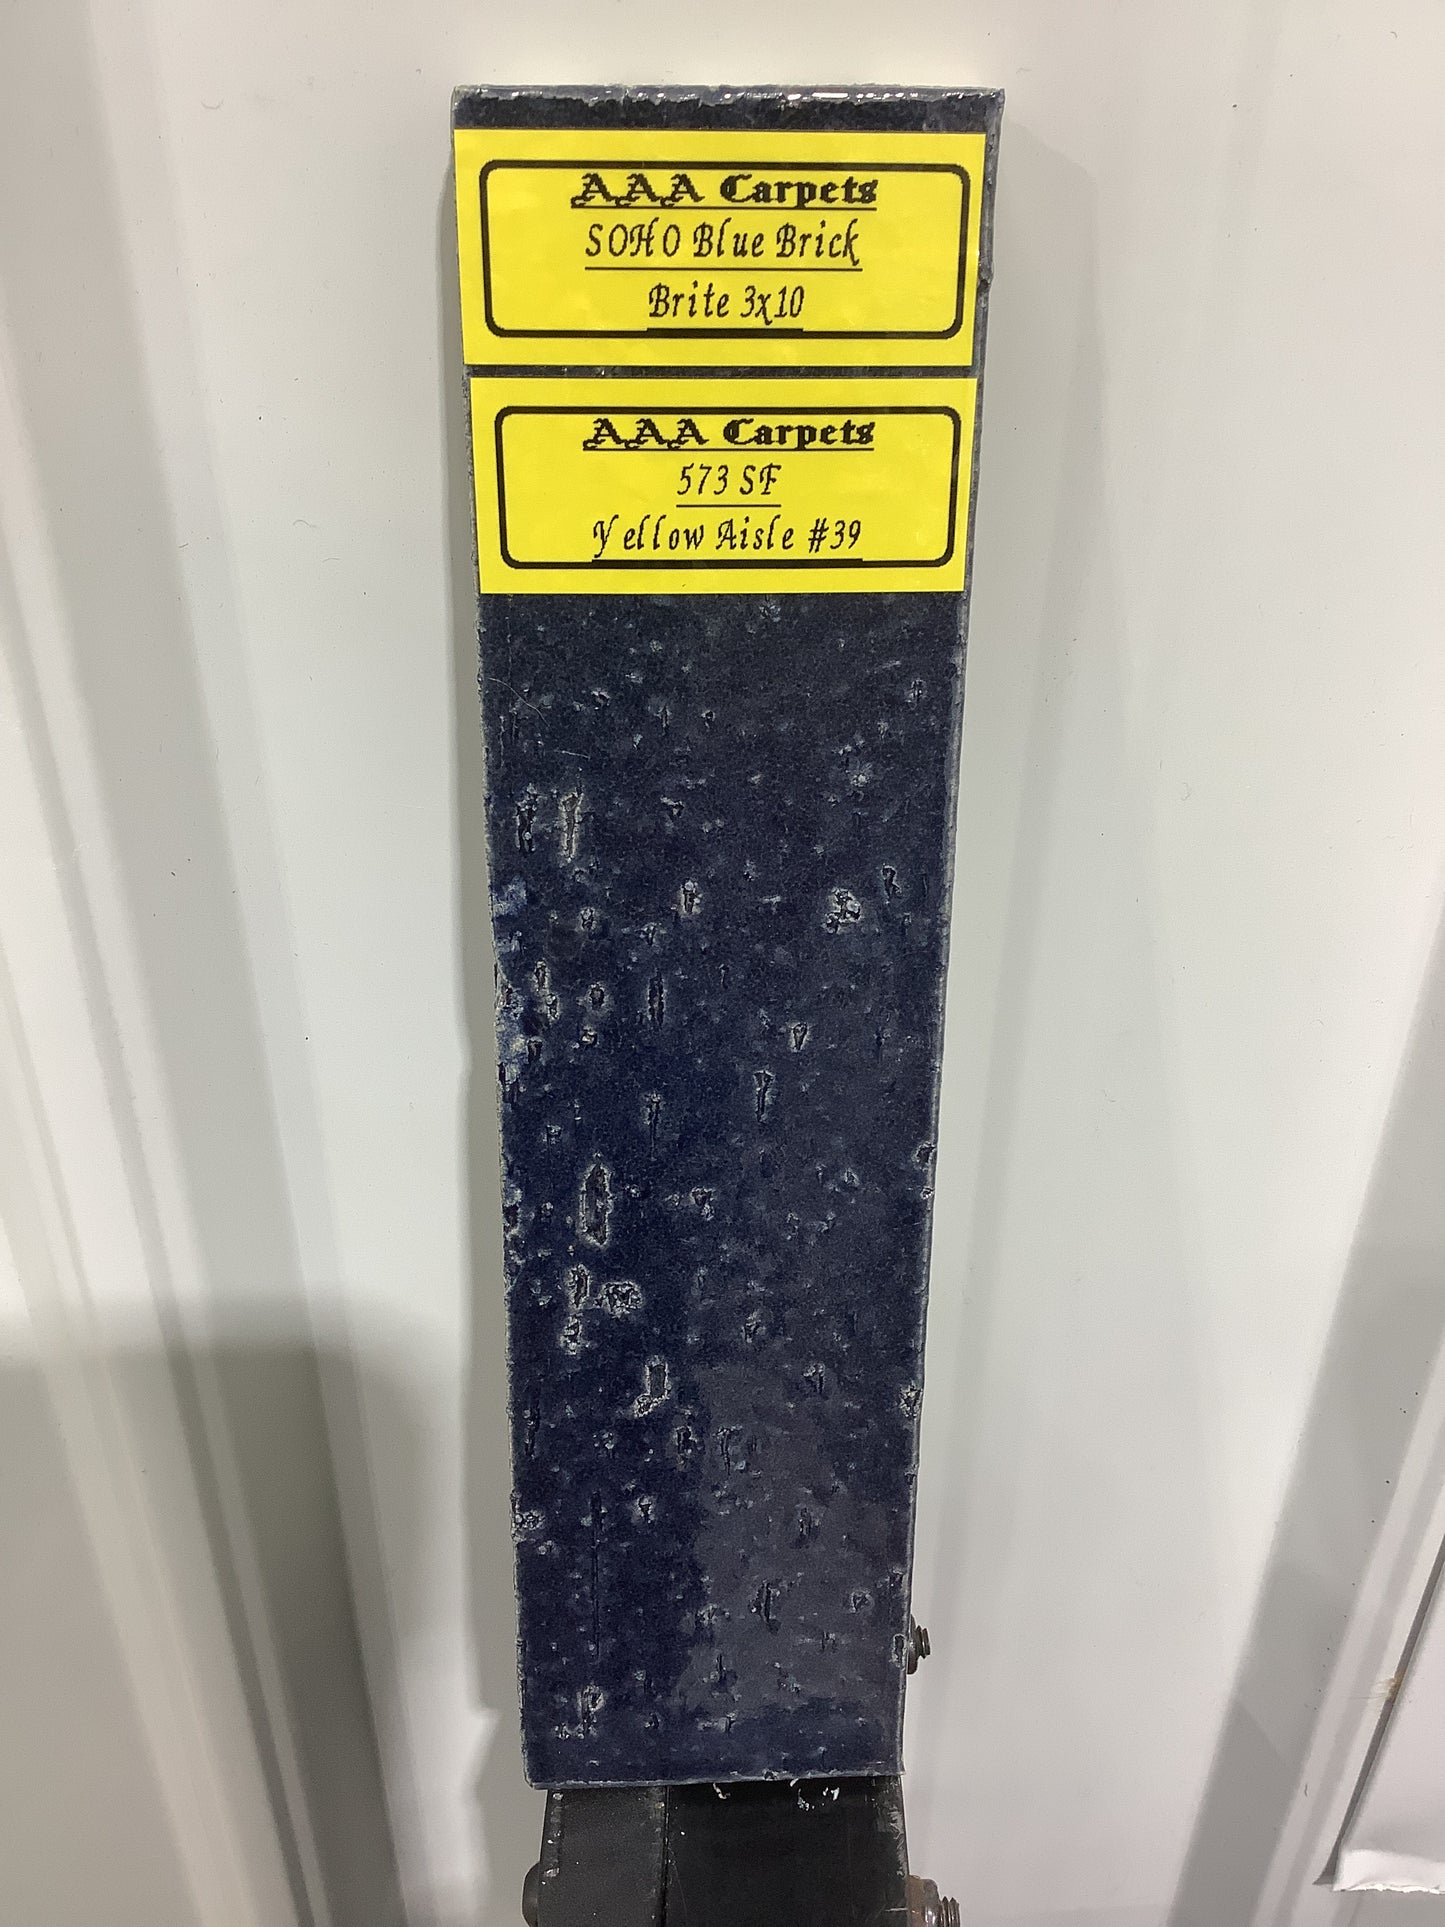 AAA Carpets
SOHO Blue Brick
Brite 3x10
AAA Carpets
573 SF
Yellow Aisle #39